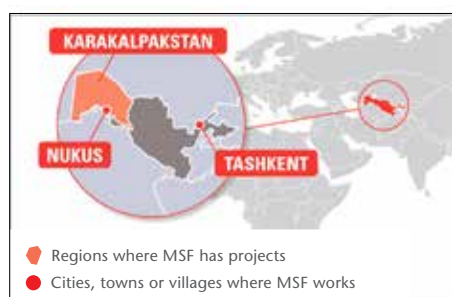 KARAKALPAKSTAN
NUKUS
TASHKENT
Regions where MSF has projects
Cities, towns or villages where MSF works